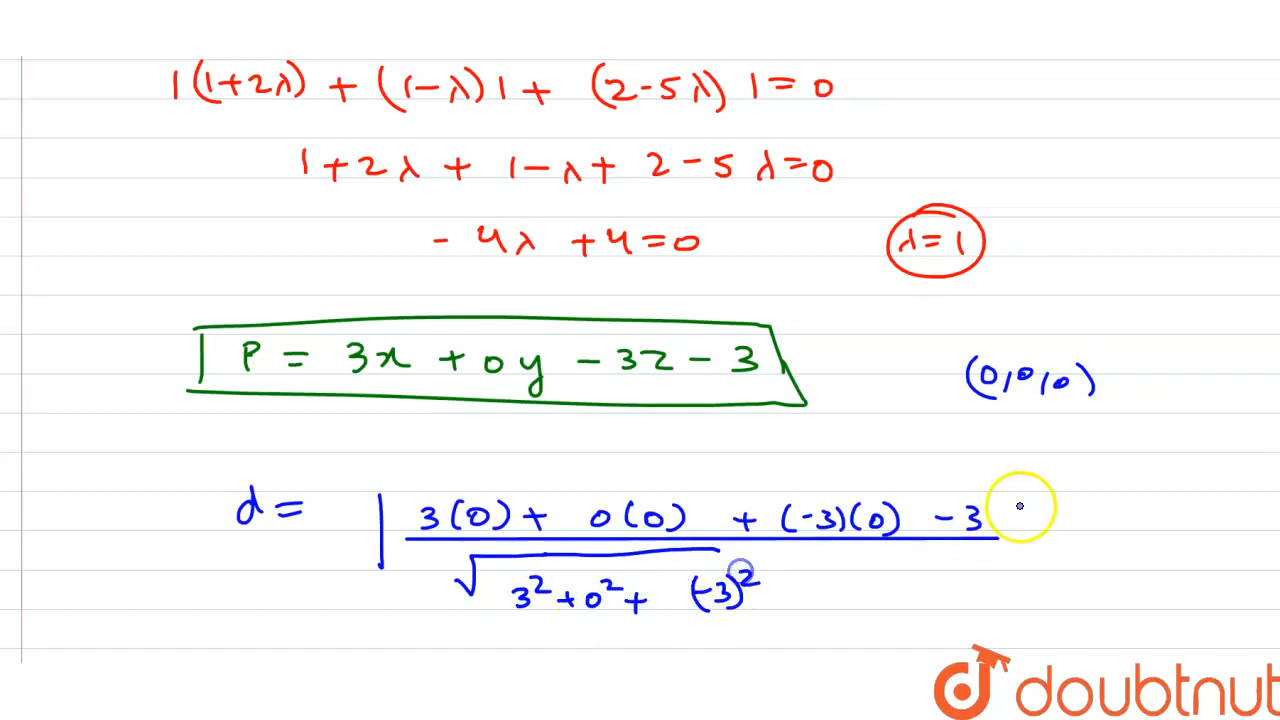 1(1+2λ) + (1-λ)1 + (2-5λ) 1=0
1+2λ + 1-λ+ 2-5λ=0
-4λ +4=0 λ=1
P = 3x + 0y - 3z - 3
(0,0,0)
d= | 3(0)+ 0(0) + (-3)(0) -3
√ 3²+0²+ (-3)²
doubtnut